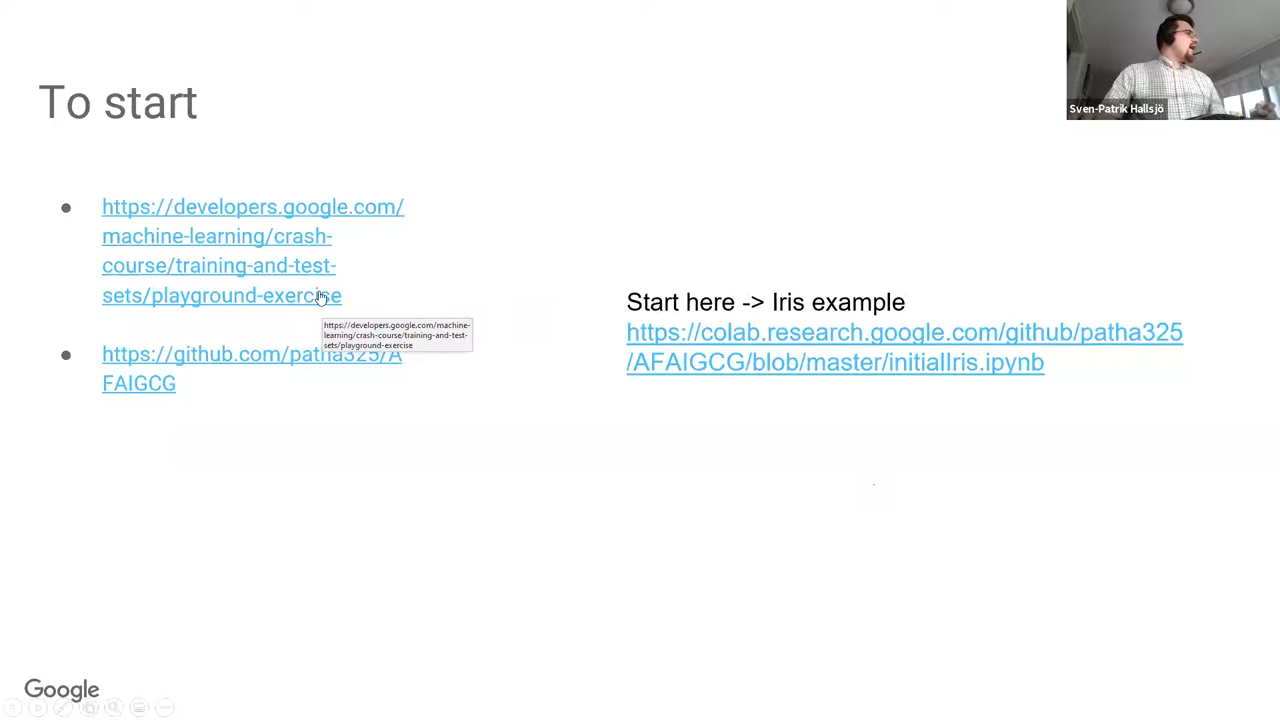 Sven-Patrik Hallsjö
To start
https://developers.google.com/
machine-learning/crash-
course/training-and-test-
sets/playground-exercise
https://developers.google.com/machine-
learning/crash-course/training-and-test-
sets/playground-exercise
https://github.com/patha325/A
FAIGCG
Start here -> Iris example
https://colab.research.google.com/github/patha325
/AFAIGCG/blob/master/initialIris.ipynb
Google